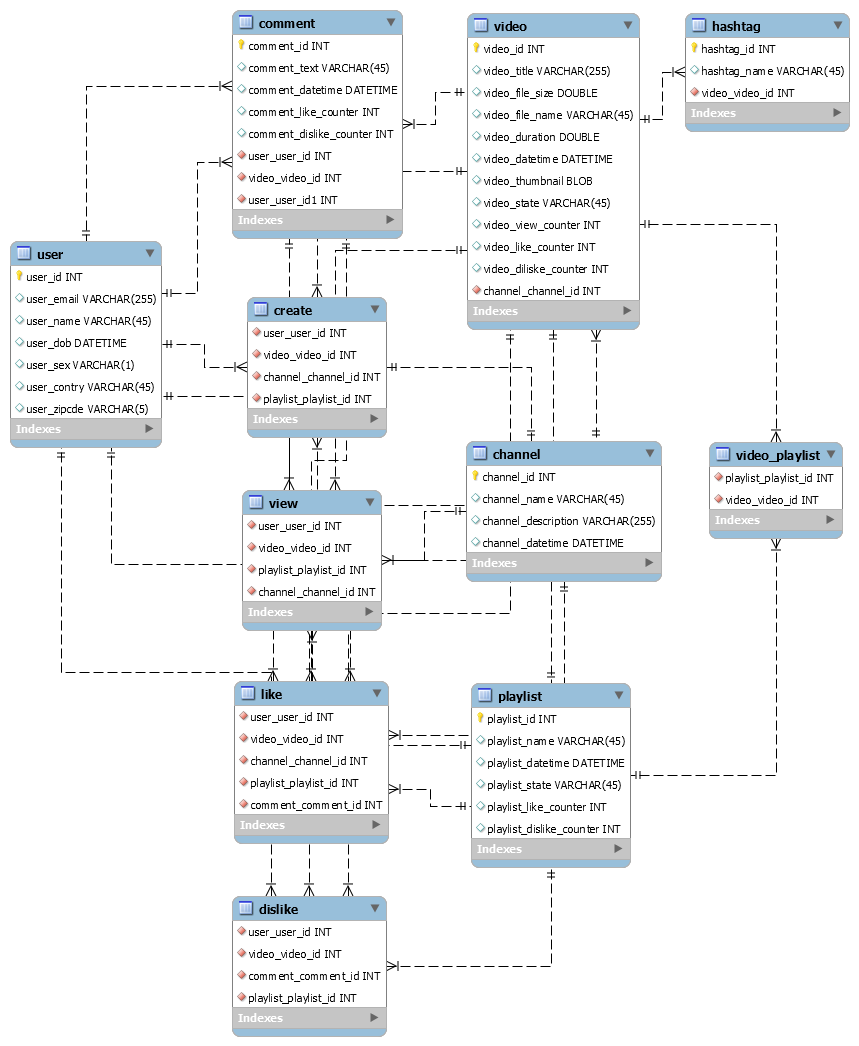 comment
comment_id INT
comment_text VARCHAR(45)
comment_datetime DATETIME
comment_like_counter INT
comment_dislike_counter INT
user_user_id INT
video_video_id INT
user_user_id1 INT
Indexes
video
video_id INT
video_title VARCHAR(255)
video_file_size DOUBLE
video_file_name VARCHAR(45)
video_duration DOUBLE
video_datetime DATETIME
video_thumbnail BLOB
video_state VARCHAR(45)
video_view_counter INT
video_like_counter INT
video_diliske_counter INT
channel_channel_id INT
Indexes
hashtag
hashtag_id INT
hashtag_name VARCHAR(45)
video_video_id INT
Indexes
user
user_id INT
user_email VARCHAR(255)
user_name VARCHAR(45)
user_dob DATETIME
user_sex VARCHAR(1)
user_contry VARCHAR(45)
user_zipcde VARCHAR(5)
Indexes
create
user_user_id INT
video_video_id INT
channel_channel_id INT
playlist_playlist_id INT
Indexes
channel
channel_id INT
channel_name VARCHAR(45)
channel_description VARCHAR(255)
channel_datetime DATETIME
Indexes
video_playlist
playlist_playlist_id INT
video_video_id INT
Indexes
view
user_user_id INT
video_video_id INT
playlist_playlist_id INT
channel_channel_id INT
Indexes
like
user_user_id INT
video_video_id INT
channel_channel_id INT
playlist_playlist_id INT
comment_comment_id INT
Indexes
playlist
playlist_id INT
playlist_name VARCHAR(45)
playlist_datetime DATETIME
playlist_state VARCHAR(45)
playlist_like_counter INT
playlist_dislike_counter INT
Indexes
dislike
user_user_id INT
video_video_id INT
comment_comment_id INT
playlist_playlist_id INT
Indexes